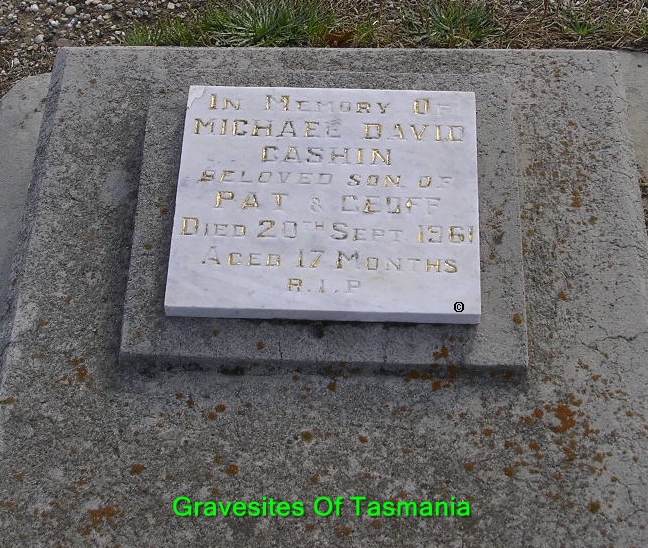 In Memory Of
MICHAEL DAVID
CASHIN
BELOVED SON OF
PAT & GEOFF
DIED 20TH SEPT. 1961
AGED 17 MONTHS
R.I.P
©
Gravesites Of Tasmania